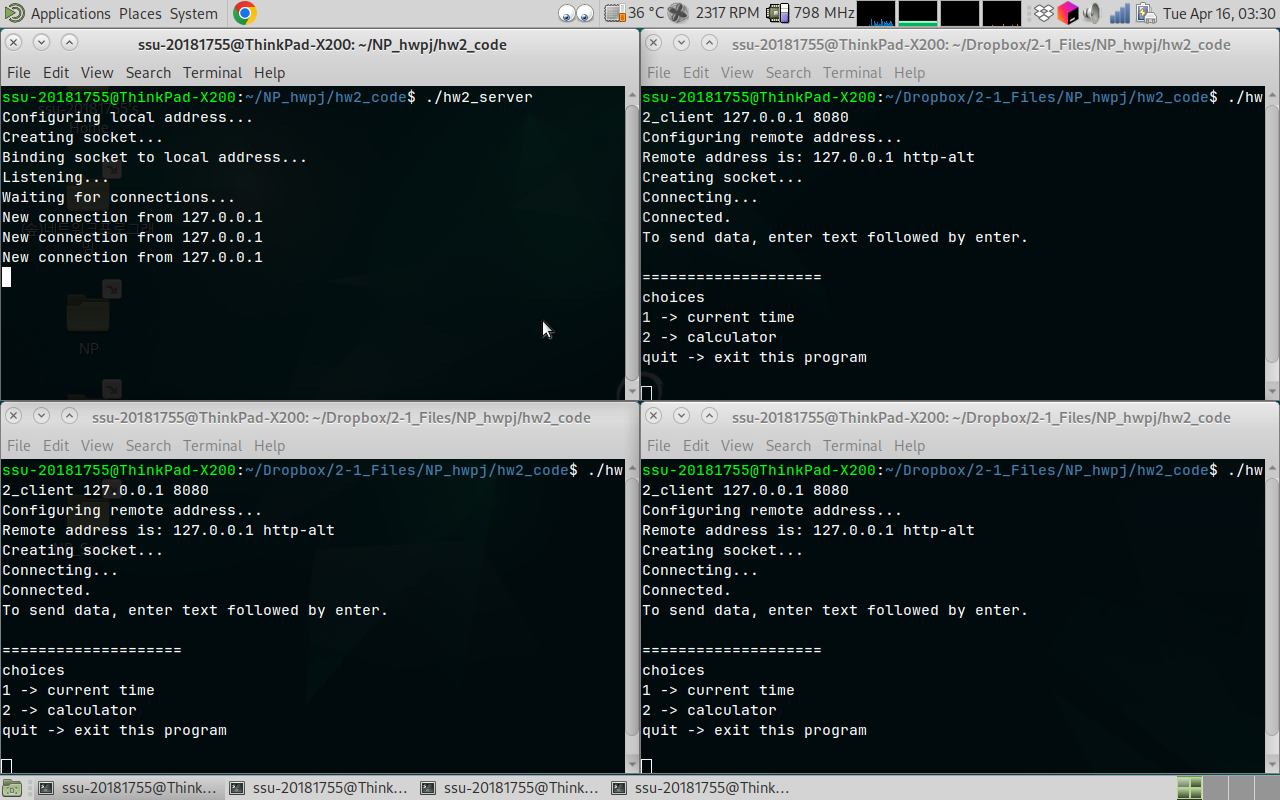 Applications Places System 36 °C 2317 RPM 798 MHz Tue Apr 16, 03:30
ssu-20181755@ThinkPad-X200: ~/NP_hwpj/hw2_code
File Edit View Search Terminal Help
ssu-20181755@ThinkPad-X200:~/NP_hwpj/hw2_code$ ./hw2_server
Configuring local address...
Creating socket...
Binding socket to local address...
Listening...
Waiting for connections...
New connection from 127.0.0.1
New connection from 127.0.0.1
New connection from 127.0.0.1
NP
ssu-20181755@ThinkPad-X200: ~/Dropbox/2-1_Files/NP_hwpj/hw2_code
File Edit View Search Terminal Help
ssu-20181755@ThinkPad-X200:~/Dropbox/2-1_Files/NP_hwpj/hw2_code$ ./hw
2_client 127.0.0.1 8080
Configuring remote address...
Remote address is: 127.0.0.1 http-alt
Creating socket...
Connecting...
Connected.
To send data, enter text followed by enter.
====================
choices
1 -> current time
2 -> calculator
quit -> exit this program
ssu-20181755@ThinkPad-X200: ~/Dropbox/2-1_Files/NP_hwpj/hw2_code
File Edit View Search Terminal Help
ssu-20181755@ThinkPad-X200:~/Dropbox/2-1_Files/NP_hwpj/hw2_code$ ./hw
2_client 127.0.0.1 8080
Configuring remote address...
Remote address is: 127.0.0.1 http-alt
Creating socket...
Connecting...
Connected.
To send data, enter text followed by enter.
====================
choices
1 -> current time
2 -> calculator
quit -> exit this program
ssu-20181755@ThinkPad-X200: ~/Dropbox/2-1_Files/NP_hwpj/hw2_code
File Edit View Search Terminal Help
ssu-20181755@ThinkPad-X200:~/Dropbox/2-1_Files/NP_hwpj/hw2_code$ ./hw
2_client 127.0.0.1 8080
Configuring remote address...
Remote address is: 127.0.0.1 http-alt
Creating socket...
Connecting...
Connected.
To send data, enter text followed by enter.
====================
choices
1 -> current time
2 -> calculator
quit -> exit this program
ssu-20181755@Think... ssu-20181755@Think... ssu-20181755@Think... ssu-20181755@Think...